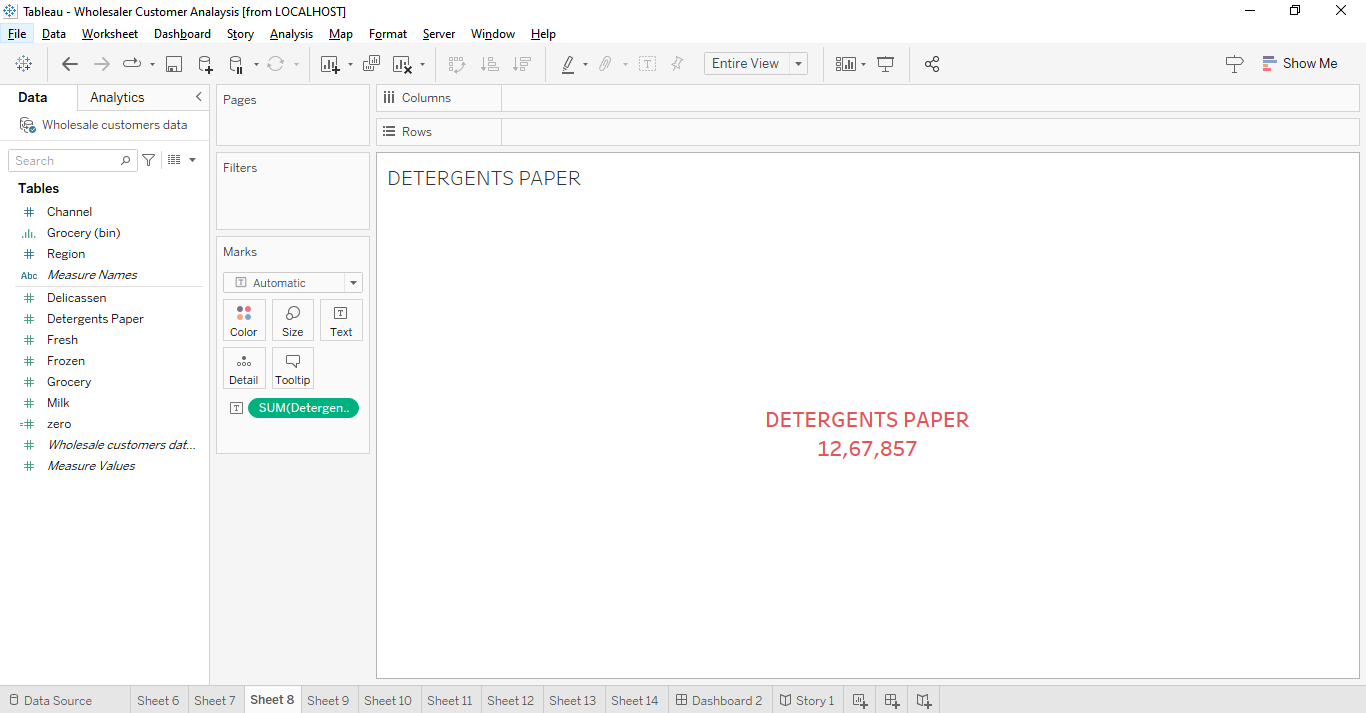 Tableau - Wholesaler Customer Analaysis [from LOCALHOST]
File Data Worksheet Dashboard Story Analysis Map Format Server Window Help
Entire View
Show Me
Data Analytics
Wholesale customers data
Search
Tables
# Channel
Grocery (bin)
# Region
Abc Measure Names
# Delicassen
# Detergents Paper
# Fresh
# Frozen
# Grocery
# Milk
=# zero
# Wholesale customers dat...
# Measure Values
Pages
Filters
Marks
T Automatic
Color Size Text
Detail Tooltip
T SUM(Detergen..
Columns
Rows
DETERGENTS PAPER
DETERGENTS PAPER
12,67,857
Data Source Sheet 6 Sheet 7 Sheet 8 Sheet 9 Sheet 10 Sheet 11 Sheet 12 Sheet 13 Sheet 14 Dashboard 2 Story 1